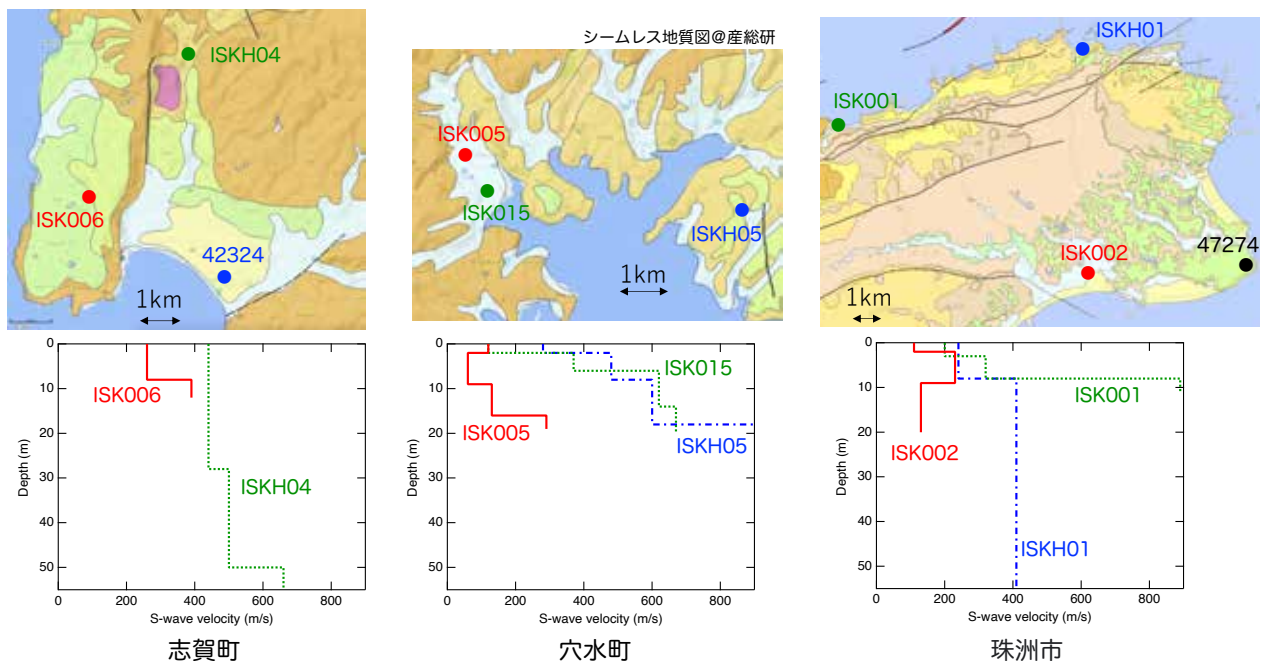 シームレス地質図@産総研
ISKH04
ISK006
42324
1km
ISK005
ISK015
ISKH05
1km
ISKH01
ISK001
ISK002
47274
1km
0
10
20
30
40
50
Depth (m)
ISK006
ISKH04
0 200 400 600 800
S-wave velocity (m/s)
志賀町
0
10
20
30
40
50
Depth (m)
ISK015
ISK005
ISKH05
0 200 400 600 800
S-wave velocity (m/s)
穴水町
0
10
20
30
40
50
Depth (m)
ISK001
ISK002
ISKH01
0 200 400 600 800
S-wave velocity (m/s)
珠洲市